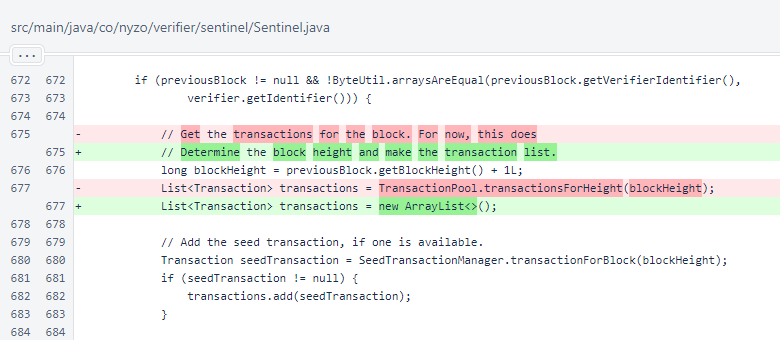 src/main/java/co/nyzo/verifier/sentinel/Sentinel.java
...
672 672 if (previousBlock != null && !ByteUtil.arraysAreEqual(previousBlock.getVerifierIdentifier(),
673 673 verifier.getIdentifier())) {
674 674
675 - // Get the transactions for the block. For now, this does
675 + // Determine the block height and make the transaction list.
676 676 long blockHeight = previousBlock.getBlockHeight() + 1L;
677 - List<Transaction> transactions = TransactionPool.transactionsForHeight(blockHeight);
677 + List<Transaction> transactions = new ArrayList<>();
678 678
679 679 // Add the seed transaction, if one is available.
680 680 Transaction seedTransaction = SeedTransactionManager.transactionForBlock(blockHeight);
681 681 if (seedTransaction != null) {
682 682 transactions.add(seedTransaction);
683 683 }
684 684